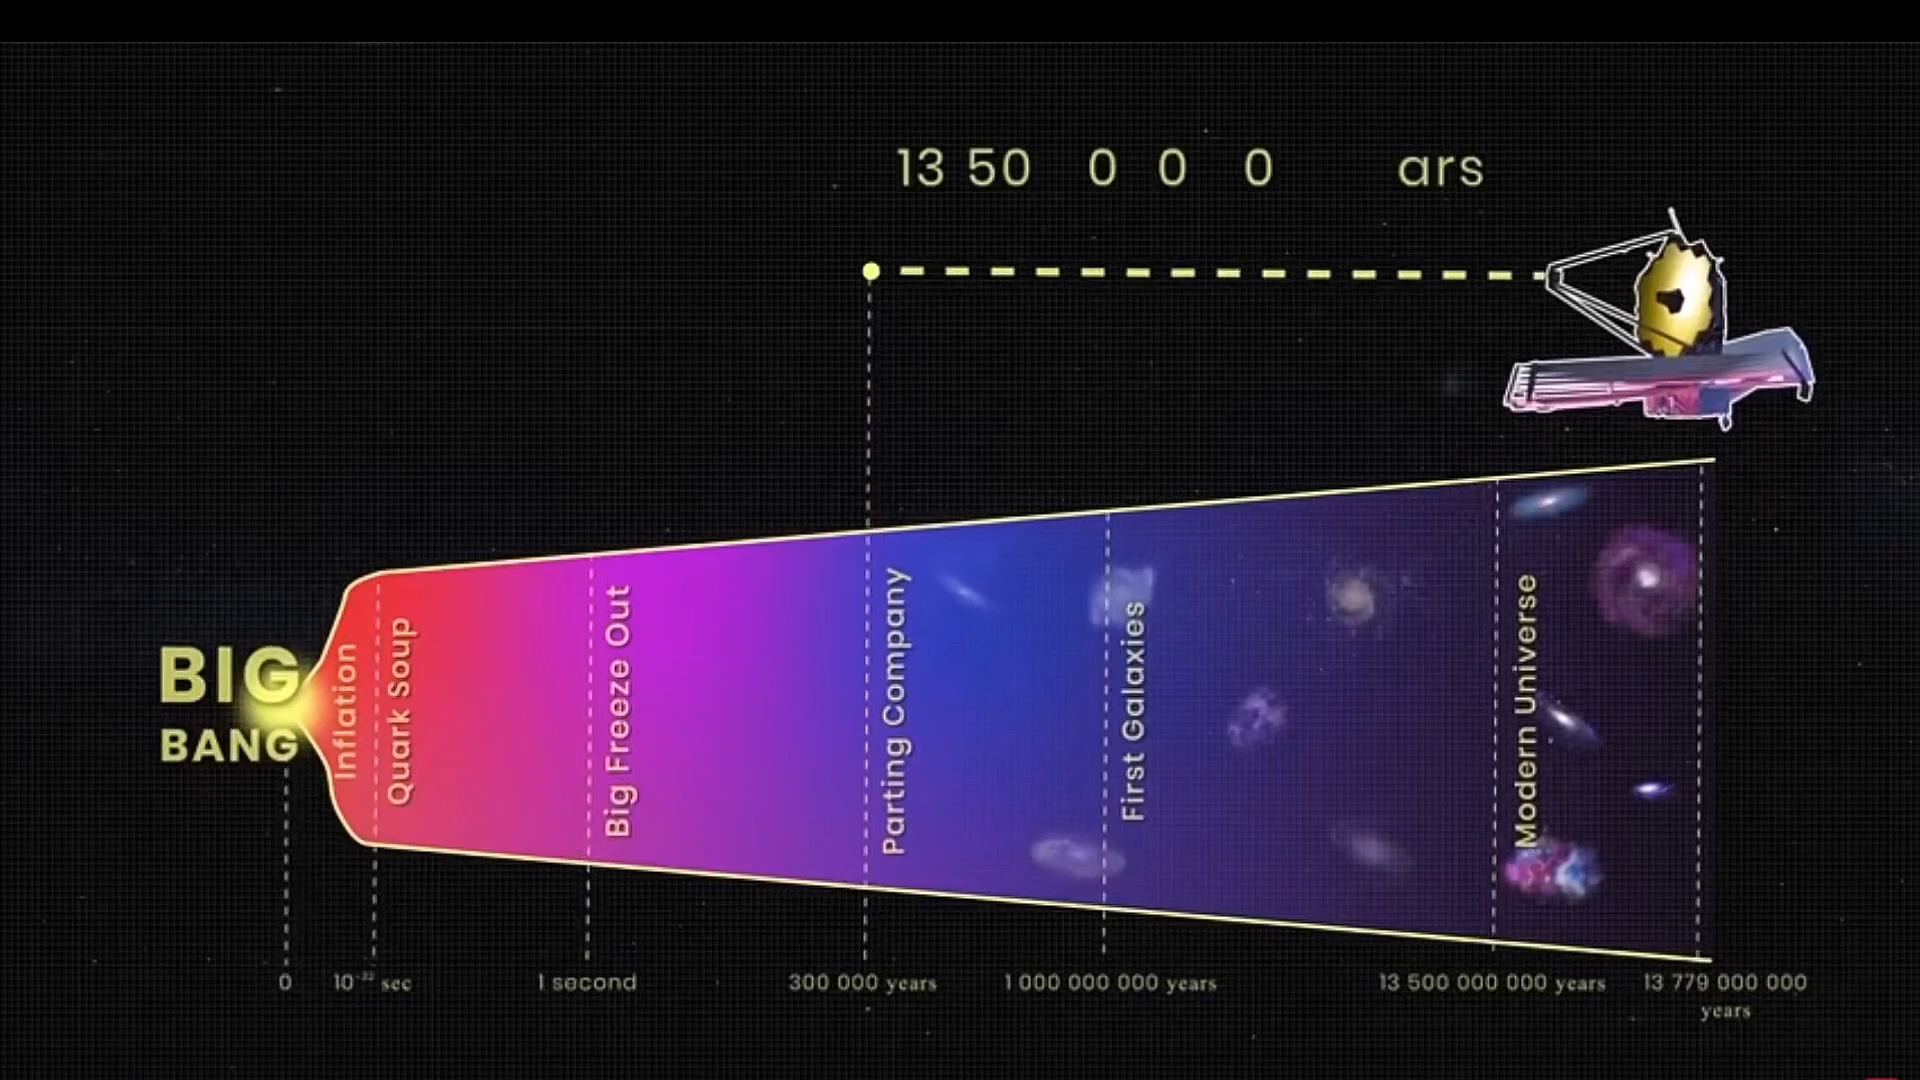 13 50 0 0 0 ars
BIG
BANG
Inflation
Quark Soup
Big Freeze Out
Parting Company
First Galaxies
Modern Universe
0
10⁻³² sec
1 second
300 000 years
1 000 000 000 years
13 500 000 000 years
13 779 000 000
years